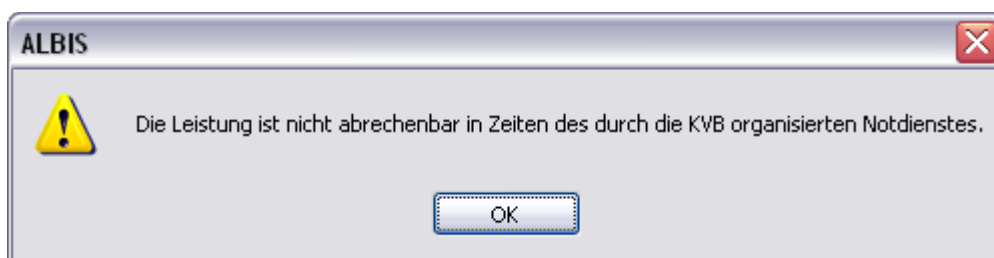 ALBIS
Die Leistung ist nicht abrechenbar in Zeiten des durch die KVB organisierten Notdienstes.
OK